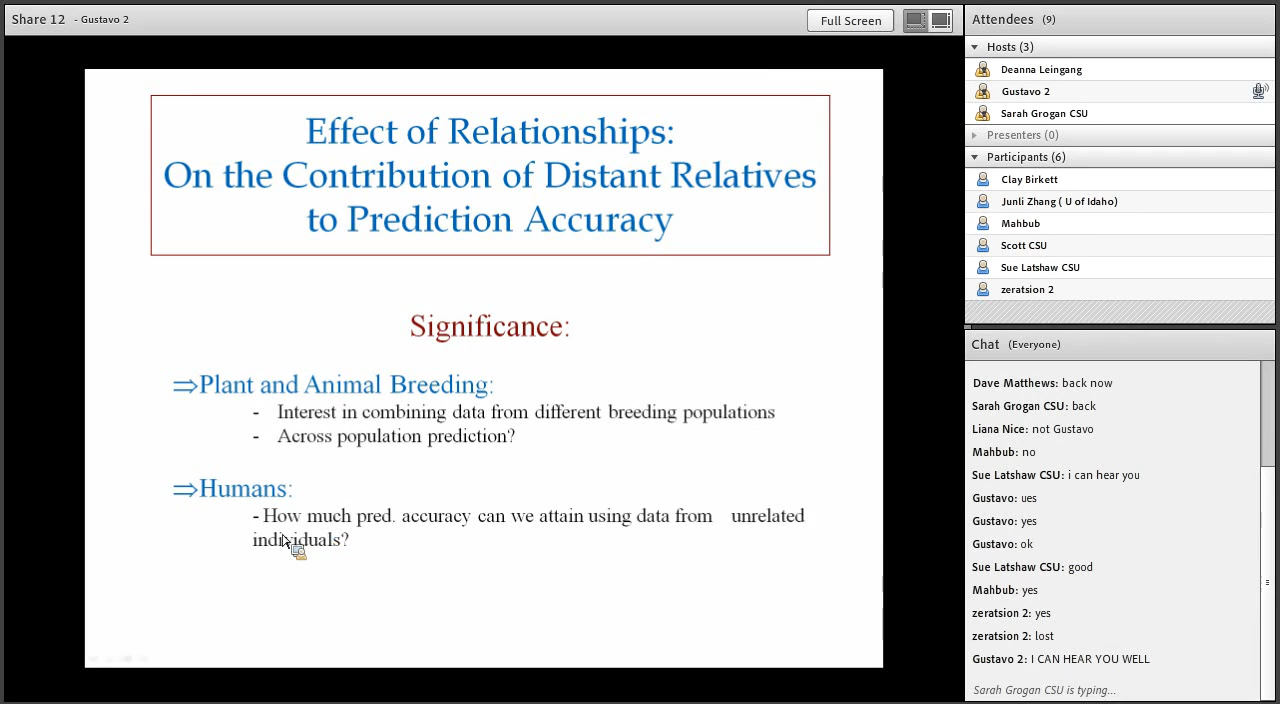 Share 12 - Gustavo 2
Full Screen
Effect of Relationships:
On the Contribution of Distant Relatives
to Prediction Accuracy
Significance:
⇒Plant and Animal Breeding:
- Interest in combining data from different breeding populations
- Across population prediction?
⇒Humans:
- How much pred. accuracy can we attain using data from unrelated
individuals?
Attendees (9)
Hosts (3)
Deanna Leingang
Gustavo 2
Sarah Grogan CSU
Presenters (0)
Participants (6)
Clay Birkett
Junli Zhang ( U of Idaho)
Mahbub
Scott CSU
Sue Latshaw CSU
zeratsion 2
Chat (Everyone)
Dave Matthews: back now
Sarah Grogan CSU: back
Liana Nice: not Gustavo
Mahbub: no
Sue Latshaw CSU: i can hear you
Gustavo: ues
Gustavo: yes
Gustavo: ok
Sue Latshaw CSU: good
Mahbub: yes
zeratsion 2: yes
zeratsion 2: lost
Gustavo 2: I CAN HEAR YOU WELL
Sarah Grogan CSU is typing...